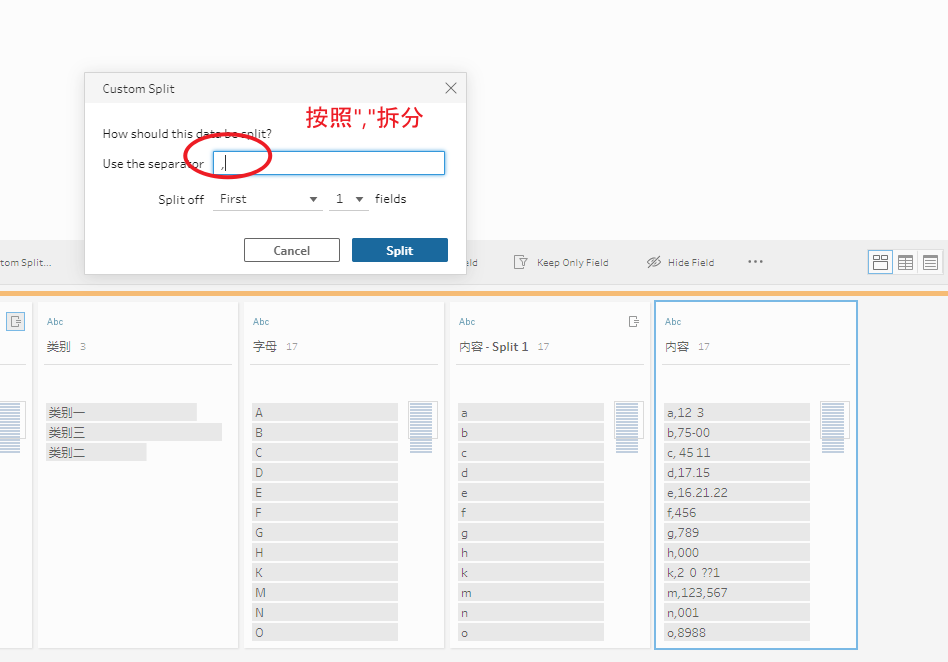 Custom Split
按照","拆分
How should this data be split?
Use the separator ,
Split off First 1 fields
Cancel Split
tom Split...
eld
Keep Only Field
Hide Field
Abc
类别 3
类别一
类别三
类别二
Abc
字母 17
A
B
C
D
E
F
G
H
K
M
N
O
Abc
内容 - Split 1 17
a
b
c
d
e
f
g
h
k
m
n
o
Abc
内容 17
a,12 3
b,75-00
c, 45 11
d,17.15
e,16.21.22
f,456
g,789
h,000
k,2 0 ??1
m,123,567
n,001
o,8988